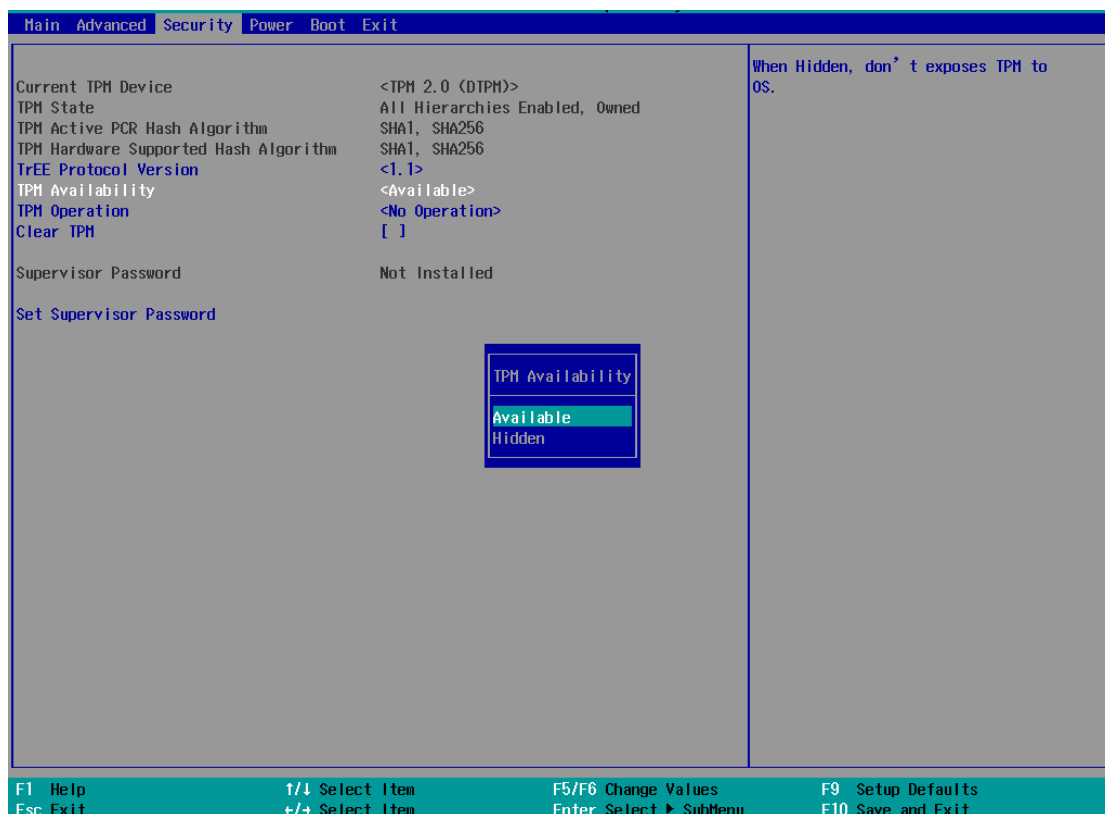 Main Advanced Security Power Boot Exit
Current TPM Device <TPM 2.0 (DTPM)>
TPM State All Hierarchies Enabled, Owned
TPM Active PCR Hash Algorithm SHA1, SHA256
TPM Hardware Supported Hash Algorithm SHA1, SHA256
TrEE Protocol Version <1.1>
TPM Availability <Available>
TPM Operation <No Operation>
Clear TPM [ ]
Supervisor Password Not Installed
Set Supervisor Password
TPM Availability
Available
Hidden
When Hidden, don't exposes TPM to
OS.
F1 Help ↑/↓ Select Item F5/F6 Change Values F9 Setup Defaults
Esc Exit ←/→ Select Item Enter Select ▶ SubMenu F10 Save and Exit